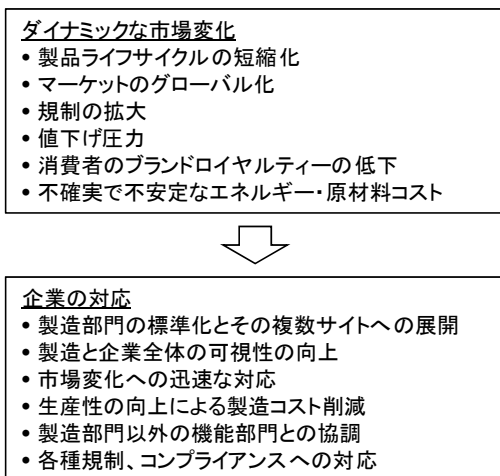 ダイナミックな市場変化
• 製品ライフサイクルの短縮化
• マーケットのグローバル化
• 規制の拡大
• 値下げ圧力
• 消費者のブランドロイヤルティーの低下
• 不確実で不安定なエネルギー・原材料コスト
企業の対応
• 製造部門の標準化とその複数サイトへの展開
• 製造と企業全体の可視性の向上
• 市場変化への迅速な対応
• 生産性の向上による製造コスト削減
• 製造部門以外の機能部門との協調
• 各種規制、コンプライアンスへの対応